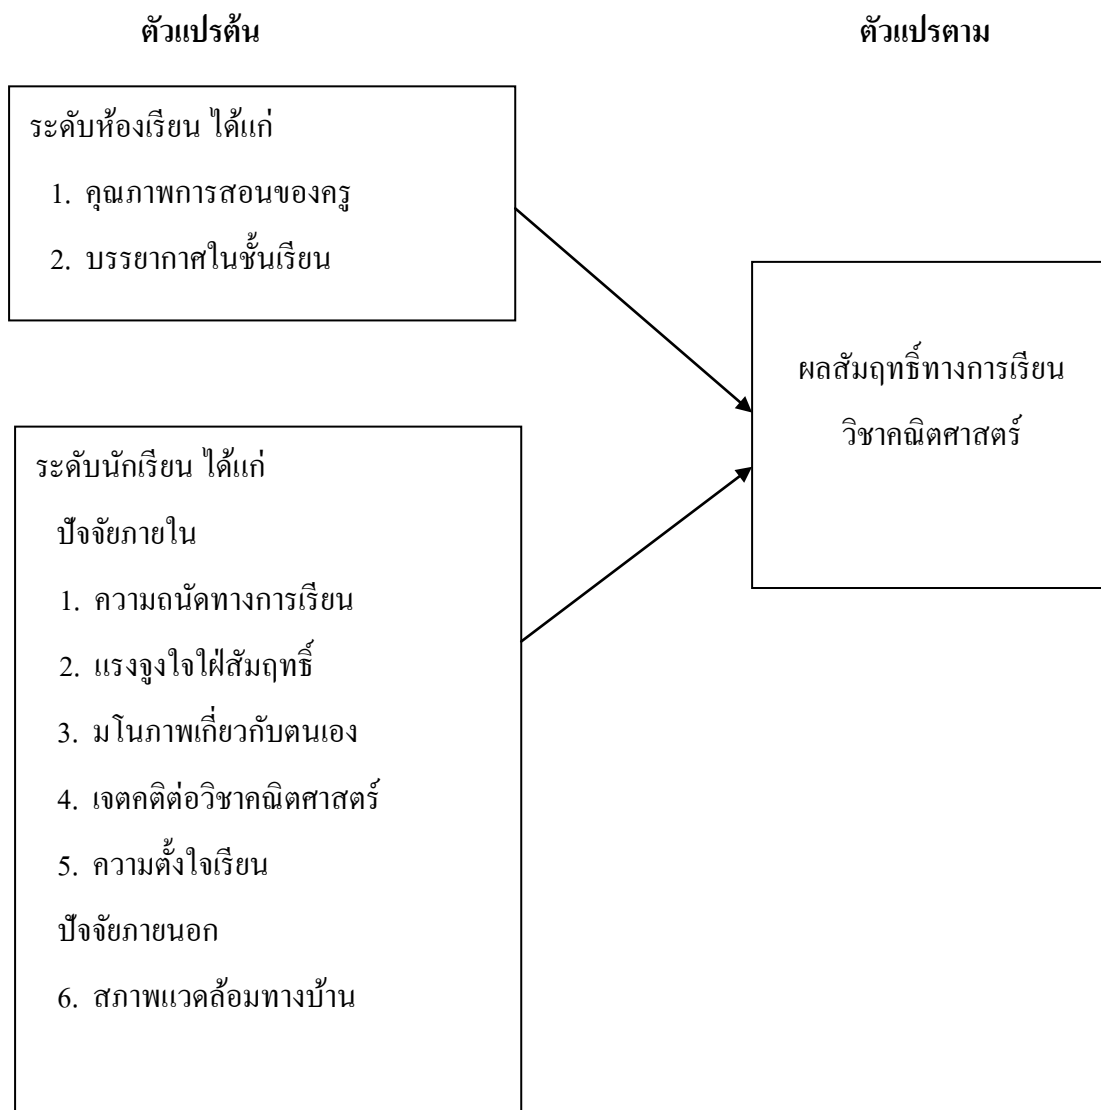 ตัวแปรต้น
ตัวแปรตาม
ระดับห้องเรียน ได้แก่
1. คุณภาพการสอนของครู
2. บรรยากาศในชั้นเรียน
ผลสัมฤทธิ์ทางการเรียน
วิชาคณิตศาสตร์
ระดับนักเรียน ได้แก่
ปัจจัยภายใน
1. ความถนัดทางการเรียน
2. แรงจูงใจใฝ่สัมฤทธิ์
3. มโนภาพเกี่ยวกับตนเอง
4. เจตคติต่อวิชาคณิตศาสตร์
5. ความตั้งใจเรียน
ปัจจัยภายนอก
6. สภาพแวดล้อมทางบ้าน